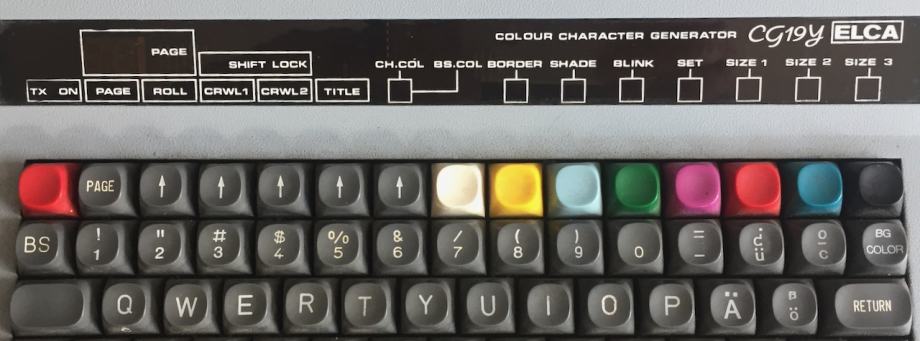 COLOUR CHARACTER GENERATOR CG19Y ELCA
PAGE
SHIFT LOCK
CH.COL BS.COL BORDER SHADE BLINK SET SIZE 1 SIZE 2 SIZE 3
TX ON PAGE ROLL CRWL1 CRWL2 TITLE
PAGE ↑ ↑ ↑ ↑ ↑
! " # $ % & / ( ) = BG
BS 1 2 3 4 5 6 7 8 9 0 – COLOR
Q W E R T Y U I O P Ä Ö RETURN